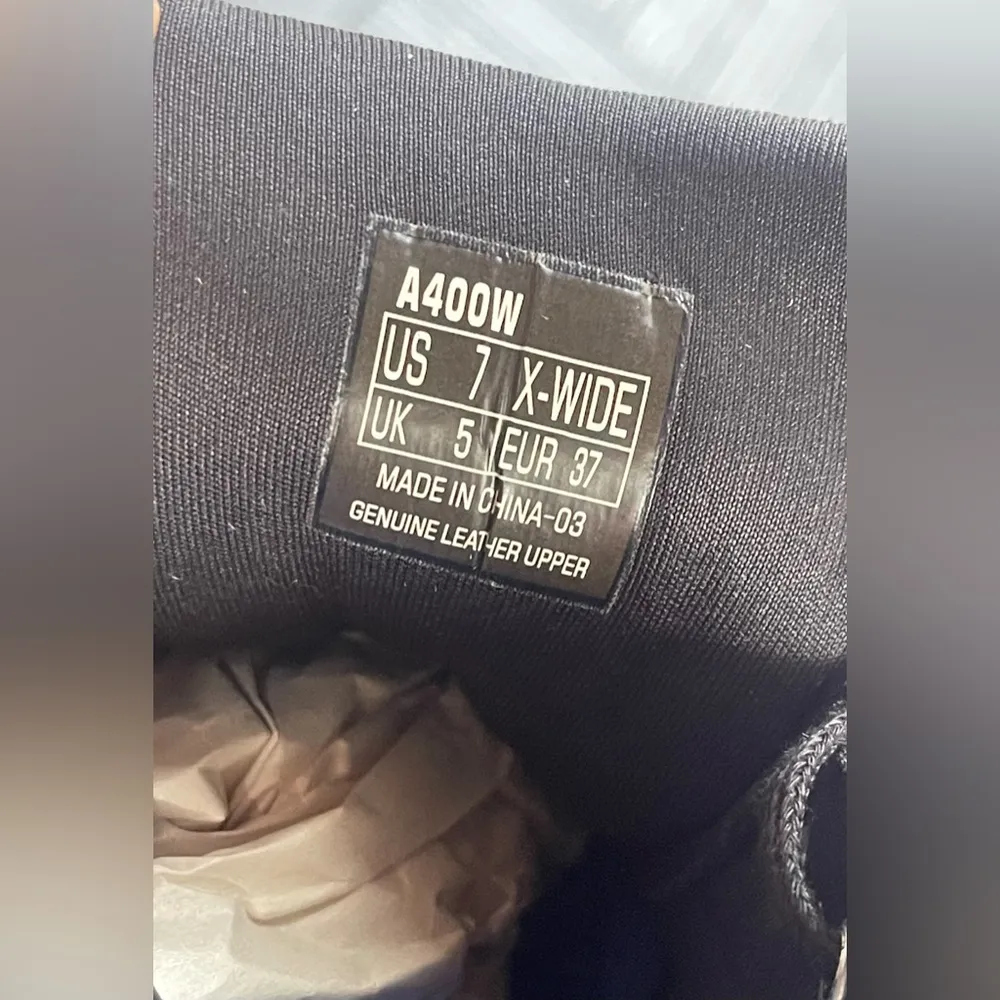 A400W
US 7 X-WIDE
UK 5 EUR 37
MADE IN CHINA-03
GENUINE LEATHER UPPER